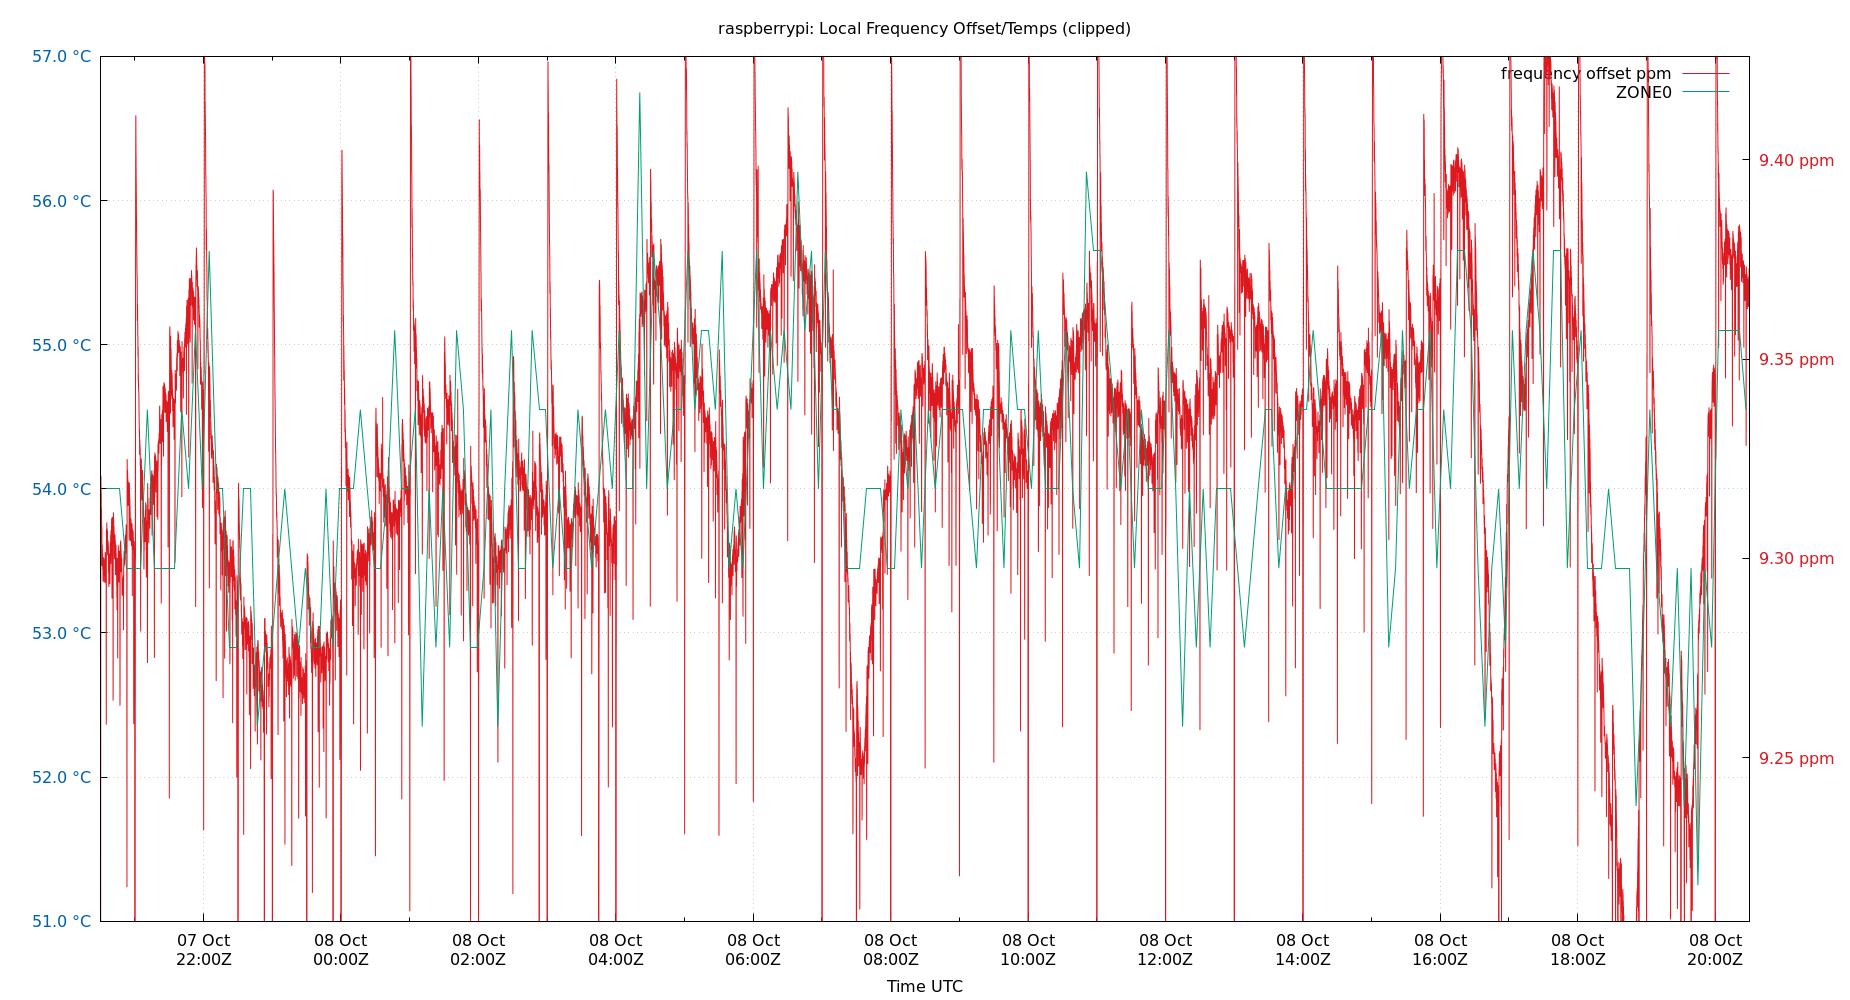 raspberrypi: Local Frequency Offset/Temps (clipped)
57.0 °C
56.0 °C
55.0 °C
54.0 °C
53.0 °C
52.0 °C
51.0 °C
frequency offset ppm
ZONE0
9.40 ppm
9.35 ppm
9.30 ppm
9.25 ppm
07 Oct 08 Oct 08 Oct 08 Oct 08 Oct 08 Oct 08 Oct 08 Oct 08 Oct 08 Oct 08 Oct 08 Oct
22:00Z 00:00Z 02:00Z 04:00Z 06:00Z 08:00Z 10:00Z 12:00Z 14:00Z 16:00Z 18:00Z 20:00Z
Time UTC